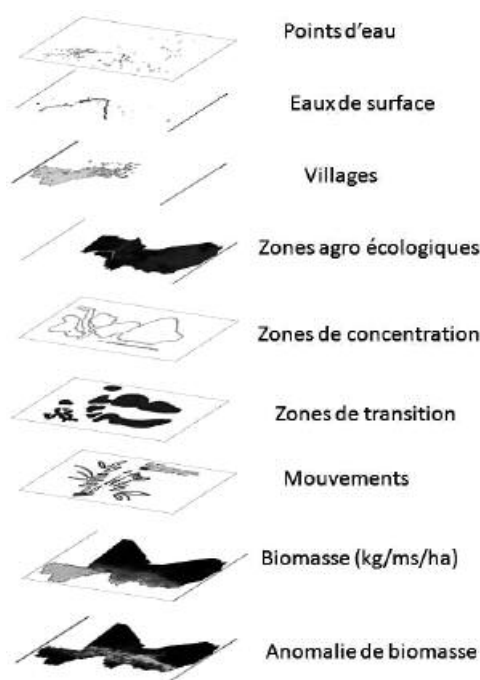 Points d'eau
Eaux de surface
Villages
Zones agro écologiques
Zones de concentration
Zones de transition
Mouvements
Biomasse (kg/ms/ha)
Anomalie de biomasse